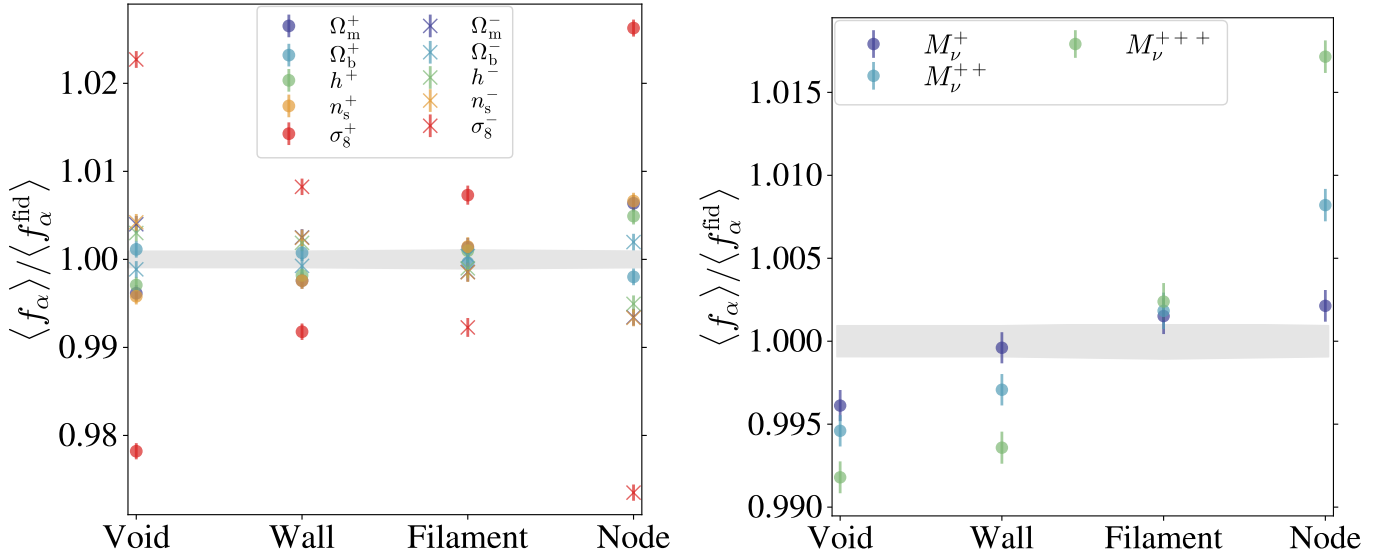 Ω_m^+ Ω_m^-
Ω_b^+ Ω_b^-
h^+ h^-
n_s^+ n_s^-
σ_8^+ σ_8^-
⟨f_α⟩/⟨f_α^fid⟩
1.02
1.01
1.00
0.99
0.98
Void Wall Filament Node
M_ν^+ M_ν^+++
M_ν^++
⟨f_α⟩/⟨f_α^fid⟩
1.015
1.010
1.005
1.000
0.995
0.990
Void Wall Filament Node